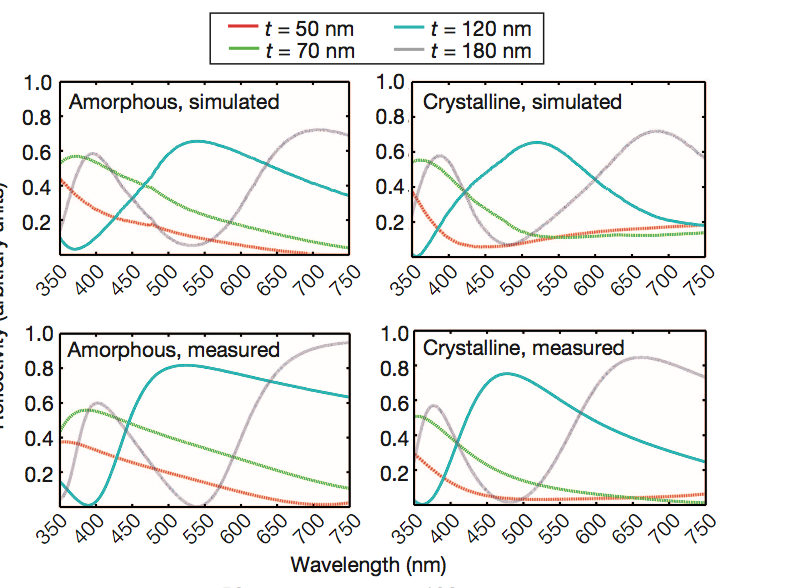 t = 50 nm
t = 120 nm
t = 70 nm
t = 180 nm
Amorphous, simulated
1.0
0.8
0.6
0.4
0.2
350 400 450 500 550 600 650 700 750
Crystalline, simulated
1.0
0.8
0.6
0.4
0.2
350 400 450 500 550 600 650 700 750
Amorphous, measured
1.0
0.8
0.6
0.4
0.2
350 400 450 500 550 600 650 700 750
Crystalline, measured
1.0
0.8
0.6
0.4
0.2
350 400 450 500 550 600 650 700 750
Wavelength (nm)